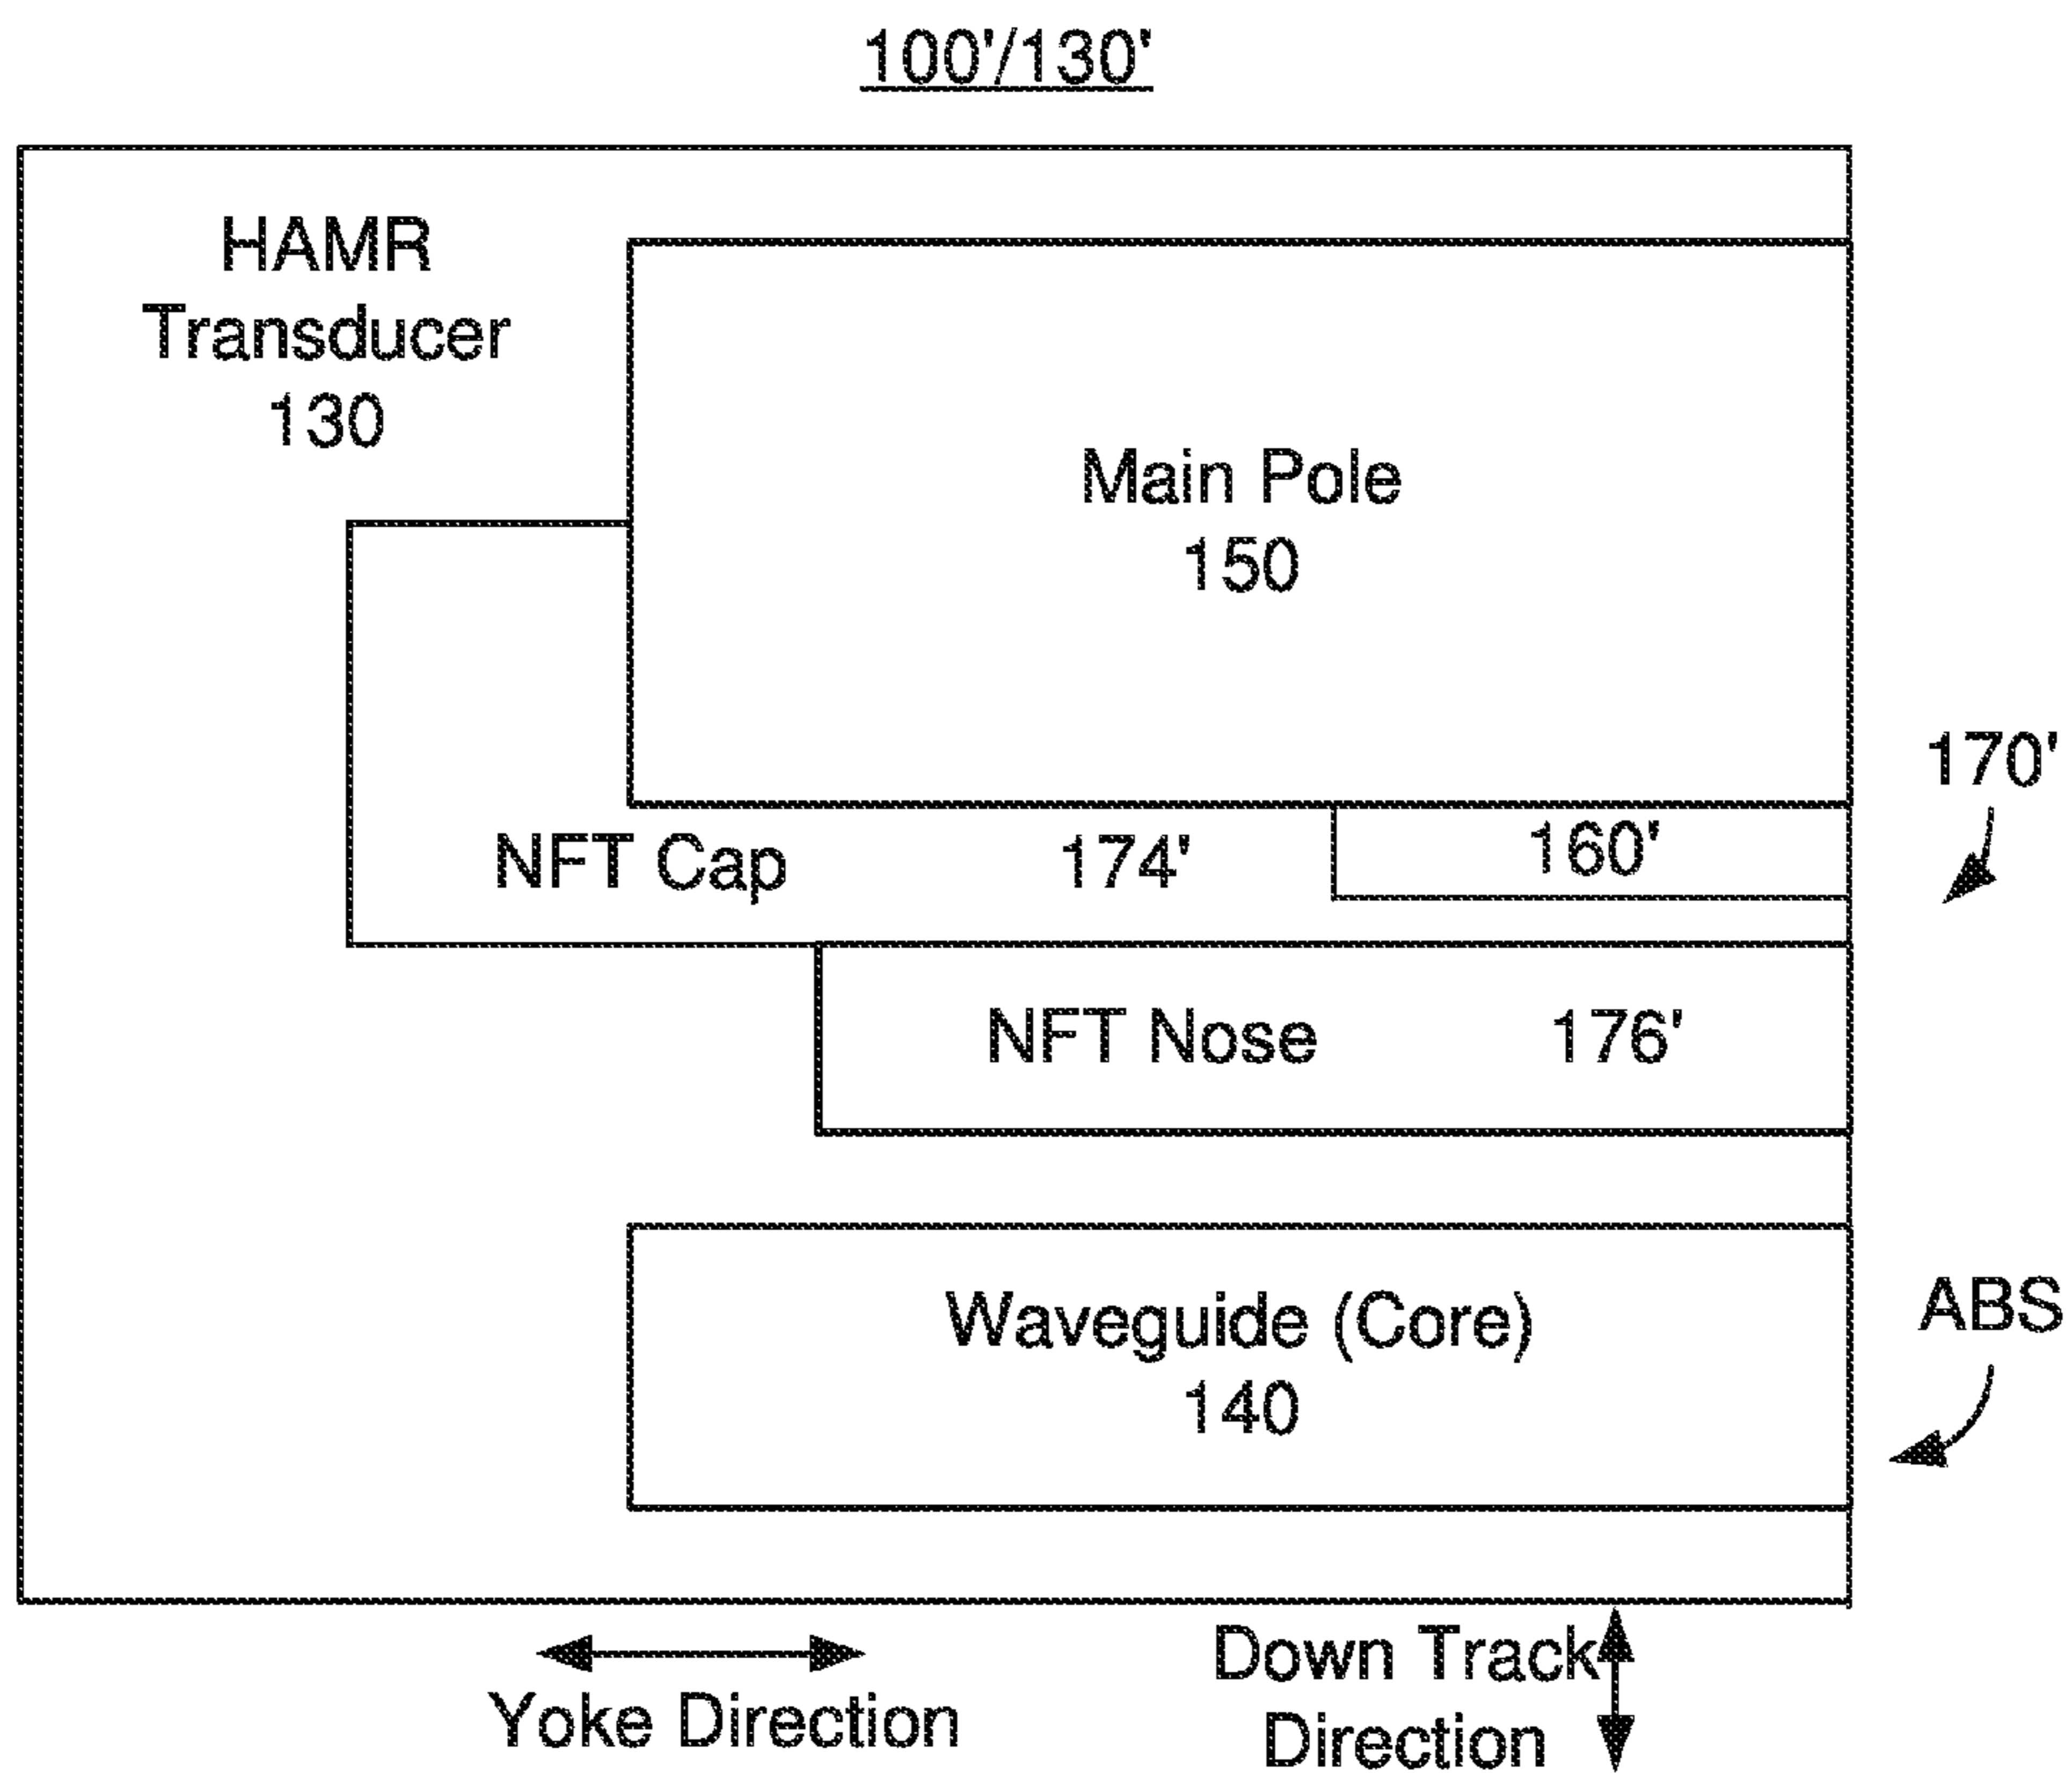 100'/130'
HAMR
Transducer
130
Main Pole
150
170'
NFT Cap 174' 160'
NFT Nose 176'
Waveguide (Core)
140
ABS
Yoke Direction
Down Track
Direction